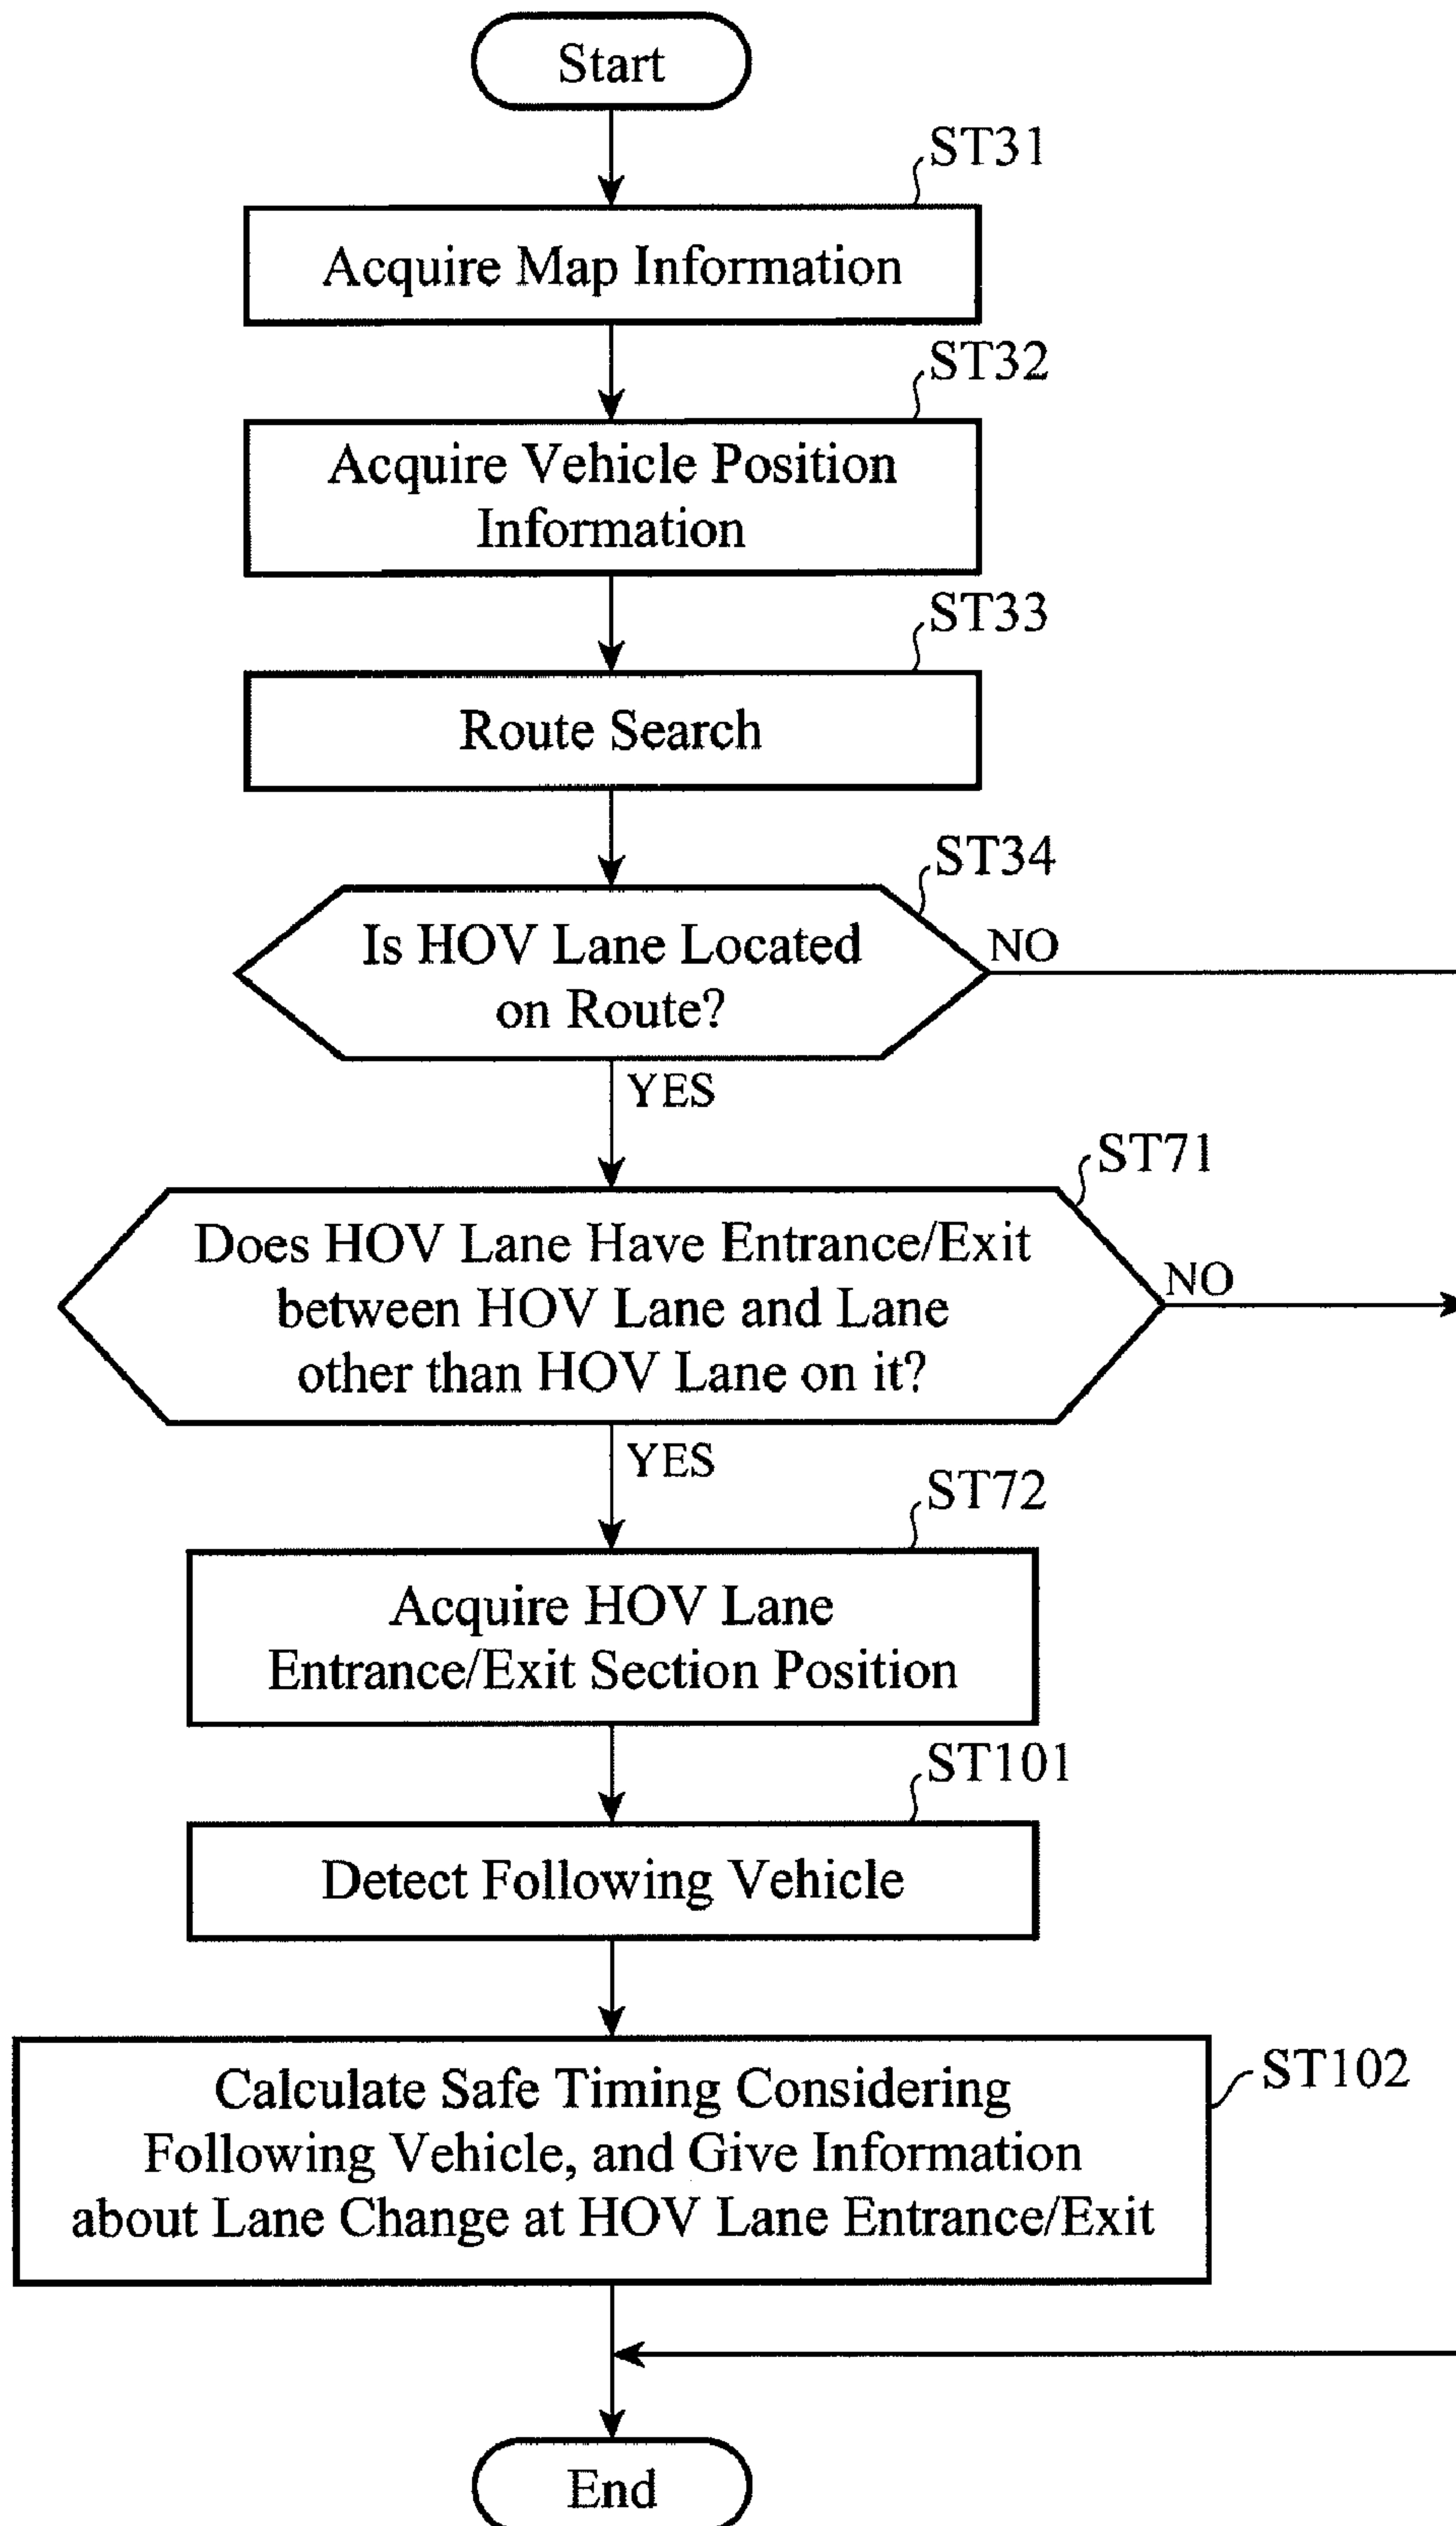 Start
ST31
Acquire Map Information
ST32
Acquire Vehicle Position
Information
ST33
Route Search
ST34
Is HOV Lane Located
on Route?
NO
YES
ST71
Does HOV Lane Have Entrance/Exit
between HOV Lane and Lane
other than HOV Lane on it?
NO
YES
ST72
Acquire HOV Lane
Entrance/Exit Section Position
ST101
Detect Following Vehicle
ST102
Calculate Safe Timing Considering
Following Vehicle, and Give Information
about Lane Change at HOV Lane Entrance/Exit
End